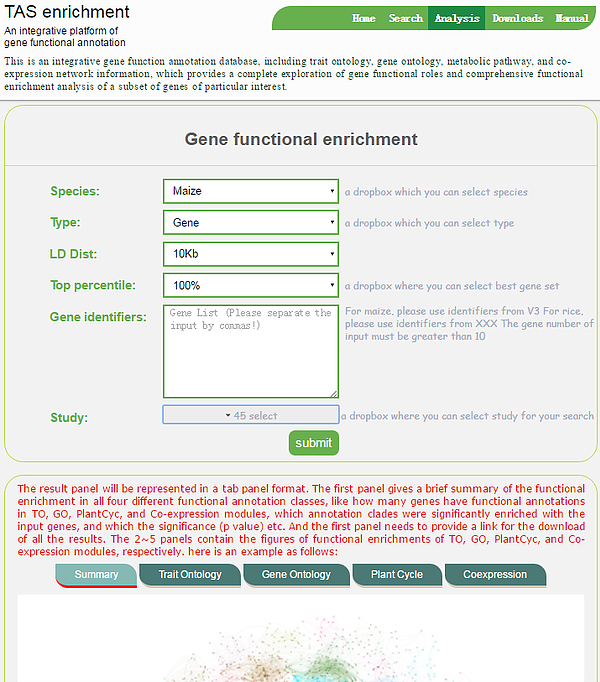 TAS enrichment
An integrative platform of
gene functional annotation
Home Search Analysis Downloads Manual
This is an integrative gene function annotation database, including trait ontology, gene ontology, metabolic pathway, and co-
expression network information, which provides a complete exploration of gene functional roles and comprehensive functional
enrichment analysis of a subset of genes of particular interest.
Gene functional enrichment
Species: Maize a dropbox which you can select species
Type: Gene a dropbox which you can select type
LD Dist: 10Kb
Top percentile: 100% a dropbox where you can select best gene set
Gene identifiers: Gene List (Please separate the For maize, please use identifiers from V3 For rice,
input by commas!) please use identifiers from XXX The gene number of
input must be greater than 10
Study: 45 select a dropbox where you can select study for your search
submit
The result panel will be represented in a tab panel format. The first panel gives a brief summary of the functional
enrichment in all four different functional annotation classes, like how many genes have functional annotations
in TO, GO, PlantCyc, and Co-expression modules, which annotation clades were significantly enriched with the
input genes, and which the significance (p value) etc. And the first panel needs to provide a link for the download
of all the results. The 2~5 panels contain the figures of functional enrichments of TO, GO, PlantCyc, and Co-
expression modules, respectively. here is an example as follows:
Summary Trait Ontology Gene Ontology Plant Cycle Coexpression